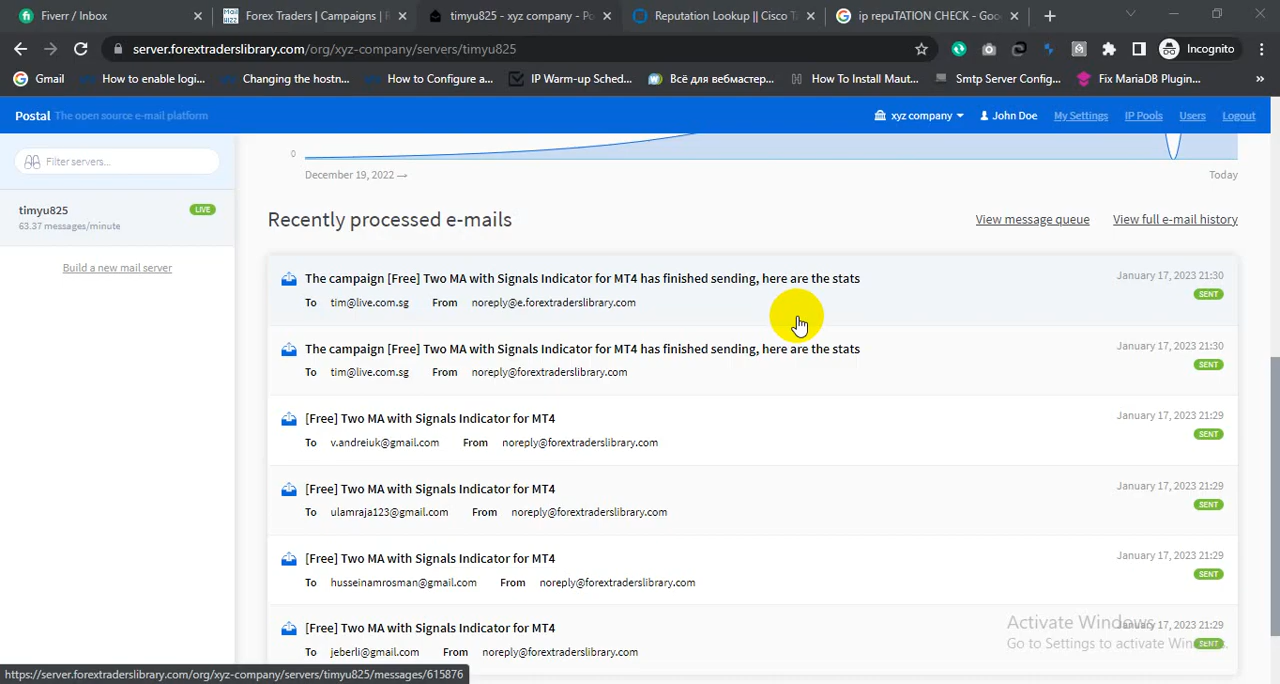 Fiverr / Inbox
Forex Traders | Campaigns | F
timyu825 - xyz company - Po
Reputation Lookup || Cisco Ta
ip repuTATION CHECK - Goo
server.forextraderslibrary.com/org/xyz-company/servers/timyu825
Incognito
Gmail
How to enable logi...
Changing the hostn...
How to Configure a...
IP Warm-up Sched...
Всё для вебмастер...
How To Install Maut...
Smtp Server Config...
Fix MariaDB Plugin...
»
Postal The open source e-mail platform
xyz company
John Doe
My Settings
IP Pools
Users
Logout
Filter servers...
timyu825
LIVE
63.37 messages/minute
Build a new mail server
0
December 19, 2022 →
Today
Recently processed e-mails
View message queue
View full e-mail history
The campaign [Free] Two MA with Signals Indicator for MT4 has finished sending, here are the stats
January 17, 2023 21:30
To tim@live.com.sg From noreply@e.forextraderslibrary.com
SENT
The campaign [Free] Two MA with Signals Indicator for MT4 has finished sending, here are the stats
January 17, 2023 21:30
To tim@live.com.sg From noreply@forextraderslibrary.com
SENT
[Free] Two MA with Signals Indicator for MT4
January 17, 2023 21:29
To v.andreiuk@gmail.com From noreply@forextraderslibrary.com
SENT
[Free] Two MA with Signals Indicator for MT4
January 17, 2023 21:29
To ulamraja123@gmail.com From noreply@forextraderslibrary.com
SENT
[Free] Two MA with Signals Indicator for MT4
January 17, 2023 21:29
To husseinamrosman@gmail.com From noreply@forextraderslibrary.com
SENT
[Free] Two MA with Signals Indicator for MT4
January 17, 2023 21:29
To jeberli@gmail.com From noreply@forextraderslibrary.com
SENT
Activate Windows
Go to Settings to activate Windows.
https://server.forextraderslibrary.com/org/xyz-company/servers/timyu825/messages/615876